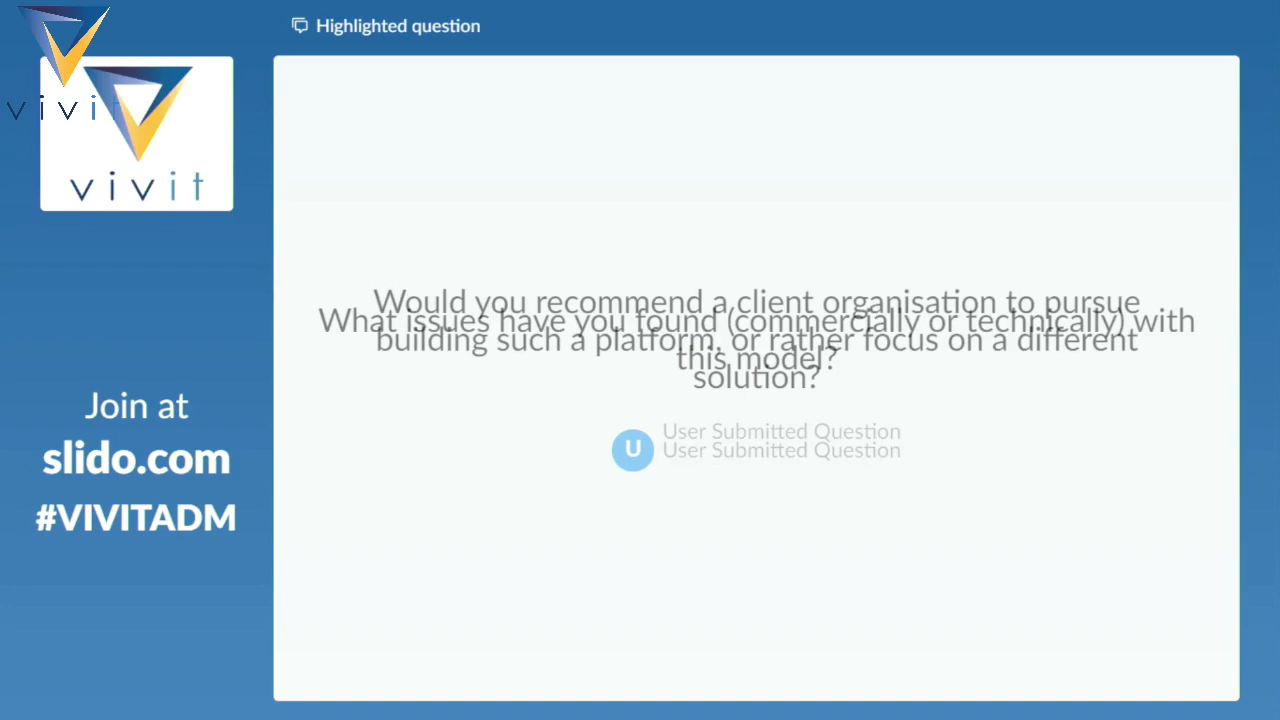 Highlighted question
vivit
vivit
Join at
slido.com
#VIVITADM
Would you recommend a client organisation to pursue
building such a platform, or rather focus on a different
solution?
What issues have you found (commercially or technically) with
this model?
U
User Submitted Question
User Submitted Question